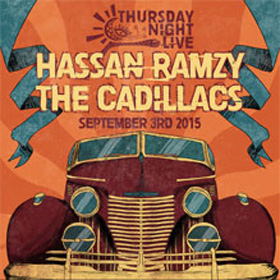 THURSDAY
NIGHT
LIVE
HASSAN RAMZY
THE CADILLACS
SEPTEMBER 3RD 2015